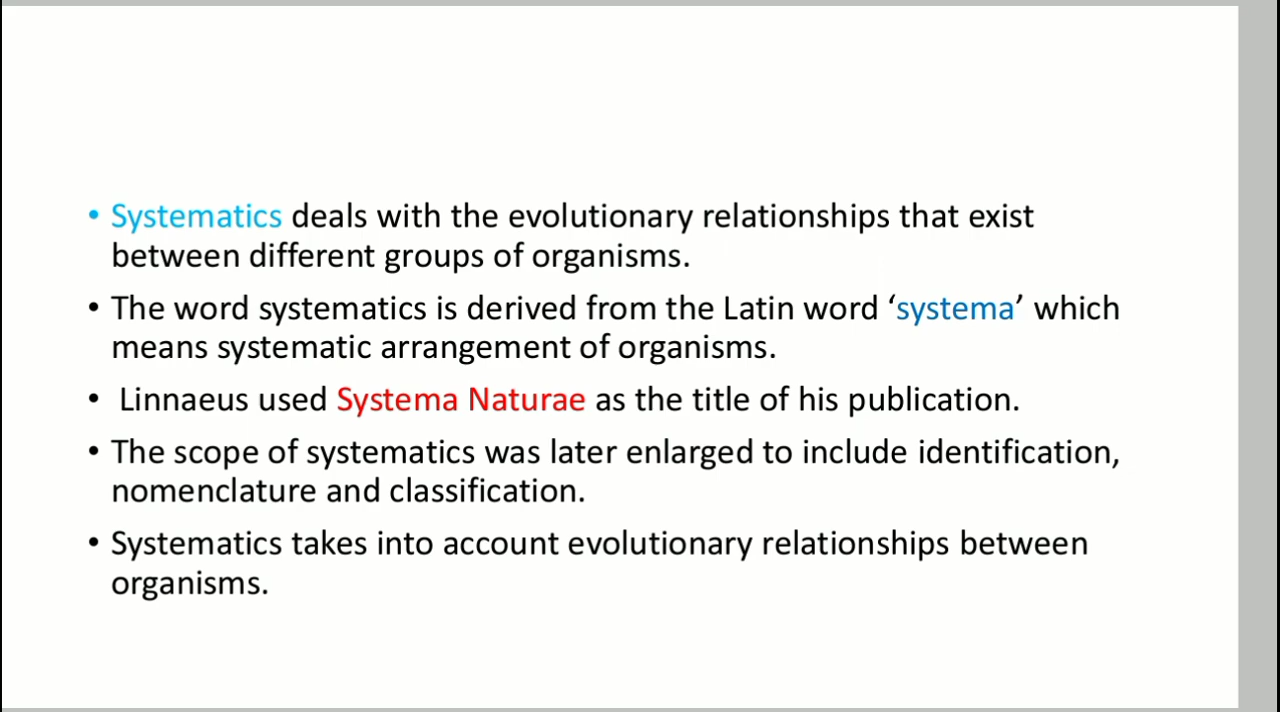 • Systematics deals with the evolutionary relationships that exist
between different groups of organisms.
• The word systematics is derived from the Latin word ‘systema’ which
means systematic arrangement of organisms.
• Linnaeus used Systema Naturae as the title of his publication.
• The scope of systematics was later enlarged to include identification,
nomenclature and classification.
• Systematics takes into account evolutionary relationships between
organisms.